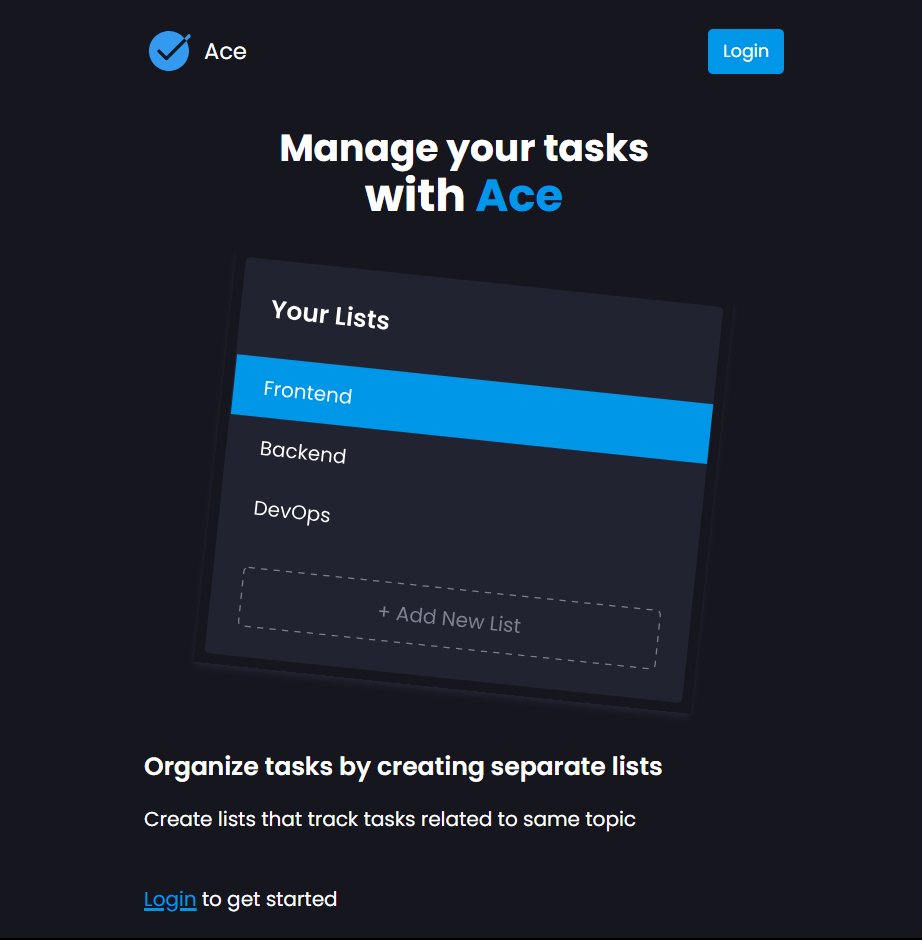 Ace
Login
Manage your tasks
with Ace
Your Lists
Frontend
Backend
DevOps
+ Add New List
Organize tasks by creating separate lists
Create lists that track tasks related to same topic
Login to get started